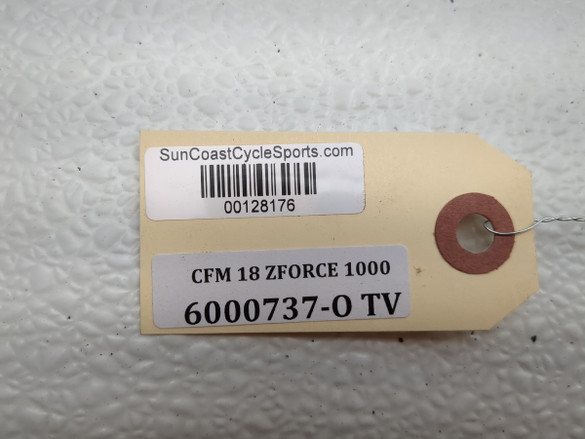 SunCoastCycleSports.com
00128176
CFM 18 ZFORCE 1000
6000737-O TV